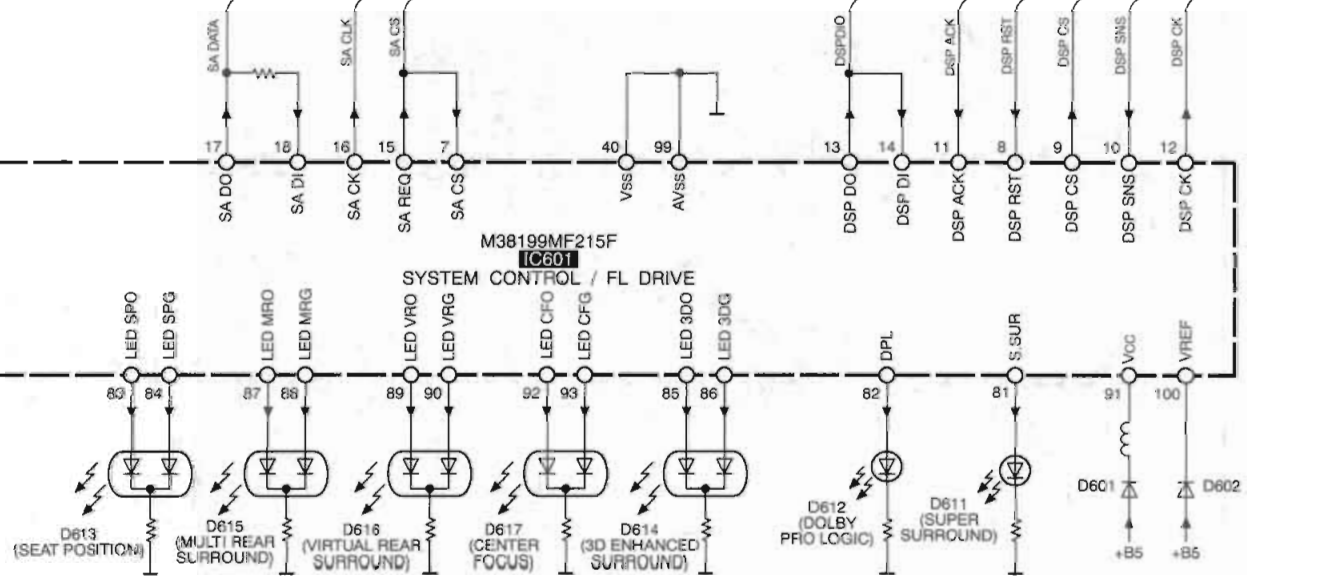 SA DATA
SA CLK
SA CS
DSPDIO
DSP ACK
DSP RST
DSP CS
DSP SNS
DSP CK
17 18 16 15 7 40 99 13 14 11 8 9 10 12
SA DO
SA DI
SA CK
SA REQ
SA CS
Vss
AVss
DSP DO
DSP DI
DSP ACK
DSP RST
DSP CS
DSP SNS
DSP CK
M38199MF215F
IC601
SYSTEM CONTROL / FL DRIVE
LED SPO
LED SPG
LED MRO
LED MRG
LED VRO
LED VRG
LED CFO
LED CFG
LED 3DO
LED 3DG
DPL
S.SUR
VCC
VREF
83 84 87 88 89 90 92 93 85 86 82 81 91 100
D613
(SEAT POSITION)
D615
(MULTI REAR
SURROUND)
D616
(VIRTUAL REAR
SURROUND)
D617
(CENTER
FOCUS)
D614
(3D ENHANCED
SURROUND)
D612
(DOLBY
PRO LOGIC)
D611
(SUPER
SURROUND)
D601
D602
+B5
+B5